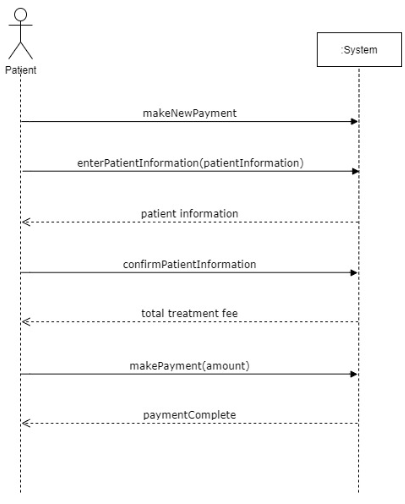 Patient
:System
makeNewPayment
enterPatientInformation(patientInformation)
patient information
confirmPatientInformation
total treatment fee
makePayment(amount)
paymentComplete